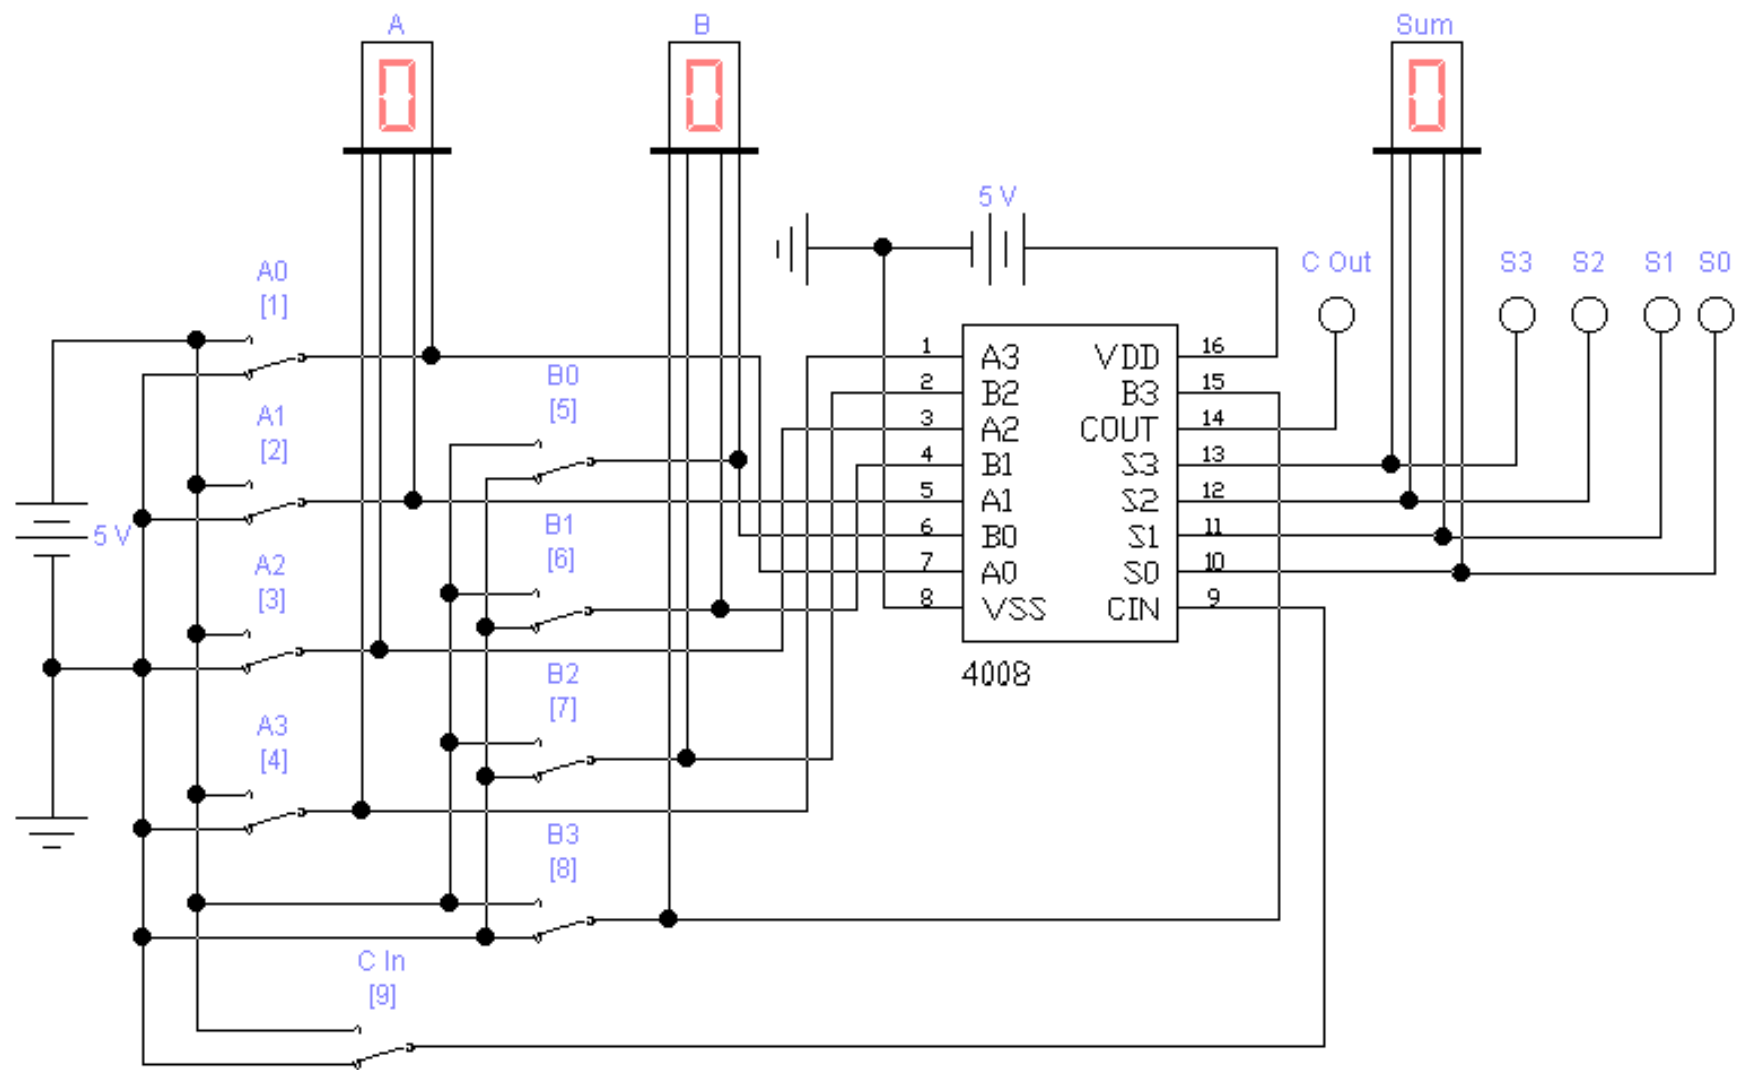 A
B
Sum
0
0
0
5 V
A0
[1]
C Out
S3
S2
S1
S0
B0
[5]
A1
[2]
5 V
B1
[6]
A2
[3]
B2
[7]
A3
[4]
B3
[8]
C In
[9]
1 A3 VDD 16
2 B2 B3 15
3 A2 COUT 14
4 B1 S3 13
5 A1 S2 12
6 B0 S1 11
7 A0 S0 10
8 VSS CIN 9
4008